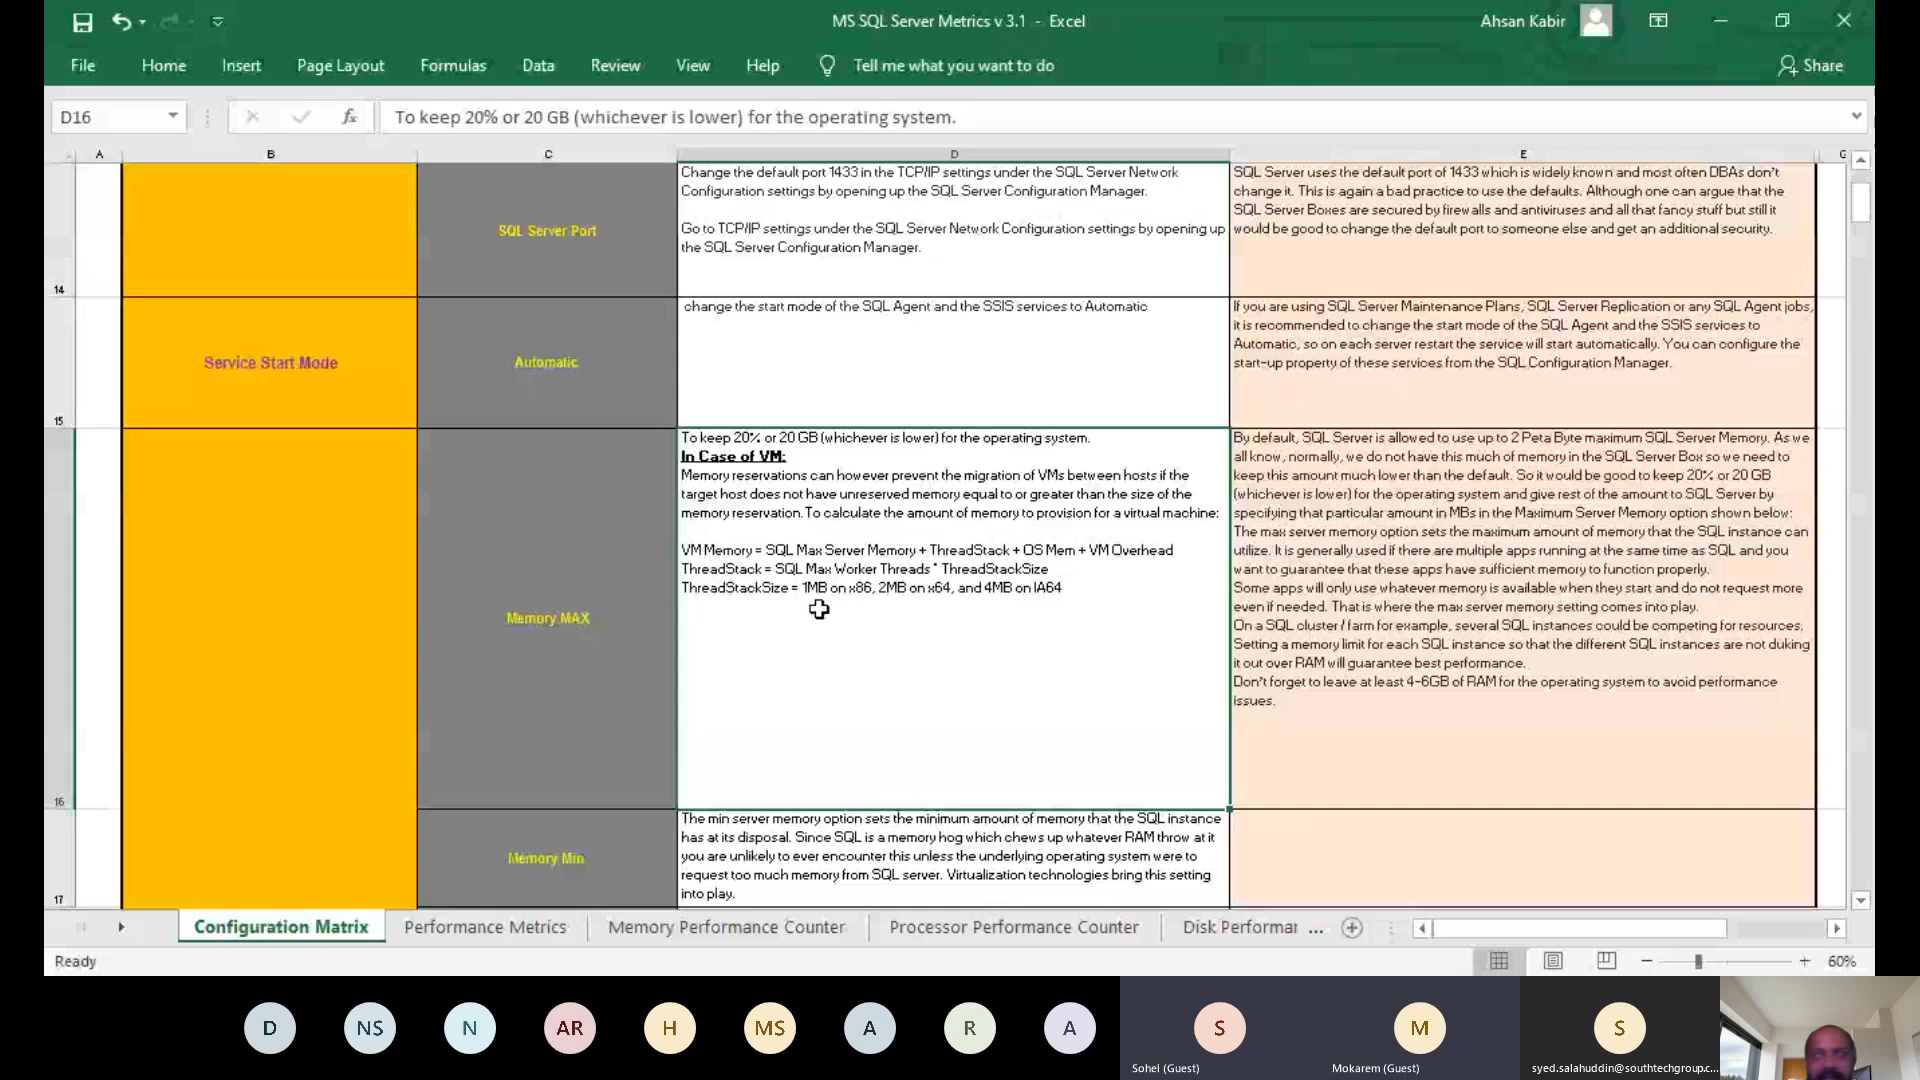 MS SQL Server Metrics v 3.1 - Excel
Ahsan Kabir
File Home Insert Page Layout Formulas Data Review View Help Tell me what you want to do Share
D16 fx To keep 20% or 20 GB (whichever is lower) for the operating system.
A B C D E G
14
SQL Server Port
Change the default port 1433 in the TCP/IP settings under the SQL Server Network
Configuration settings by opening up the SQL Server Configuration Manager.
Go to TCP/IP settings under the SQL Server Network Configuration settings by opening up
the SQL Server Configuration Manager.
SQL Server uses the default port of 1433 which is widely known and most often DBAs don't
change it. This is again a bad practice to use the defaults. Although one can argue that the
SQL Server Boxes are secured by firewalls and antiviruses and all that fancy stuff but still it
would be good to change the default port to someone else and get an additional security.
15
Service Start Mode
Automatic
change the start mode of the SQL Agent and the SSIS services to Automatic
If you are using SQL Server Maintenance Plans, SQL Server Replication or any SQL Agent jobs,
it is recommended to change the start mode of the SQL Agent and the SSIS services to
Automatic, so on each server restart the service will start automatically. You can configure the
start-up property of these services from the SQL Configuration Manager.
16
Memory MAX
To keep 20% or 20 GB (whichever is lower) for the operating system.
In Case of VM:
Memory reservations can however prevent the migration of VMs between hosts if the
target host does not have unreserved memory equal to or greater than the size of the
memory reservation. To calculate the amount of memory to provision for a virtual machine:
VM Memory = SQL Max Server Memory + ThreadStack + OS Mem + VM Overhead
ThreadStack = SQL Max Worker Threads * ThreadStackSize
ThreadStackSize = 1MB on x86, 2MB on x64, and 4MB on IA64
By default, SQL Server is allowed to use up to 2 Peta Byte maximum SQL Server Memory. As we
all know, normally, we do not have this much of memory in the SQL Server Box so we need to
keep this amount much lower than the default. So it would be good to keep 20% or 20 GB
(whichever is lower) for the operating system and give rest of the amount to SQL Server by
specifying that particular amount in MBs in the Maximum Server Memory option shown below:
The max server memory option sets the maximum amount of memory that the SQL instance can
utilize. It is generally used if there are multiple apps running at the same time as SQL and you
want to guarantee that these apps have sufficient memory to function properly.
Some apps will only use whatever memory is available when they start and do not request more
even if needed. That is where the max server memory setting comes into play.
On a SQL cluster / farm for example, several SQL instances could be competing for resources.
Setting a memory limit for each SQL instance so that the different SQL instances are not duking
it out over RAM will guarantee best performance.
Don't forget to leave at least 4-6GB of RAM for the operating system to avoid performance
issues.
17
Memory Min
The min server memory option sets the minimum amount of memory that the SQL instance
has at its disposal. Since SQL is a memory hog which chews up whatever RAM throw at it
you are unlikely to ever encounter this unless the underlying operating system were to
request too much memory from SQL server. Virtualization technologies bring this setting
into play.
Configuration Matrix Performance Metrics Memory Performance Counter Processor Performance Counter Disk Performar ...
Ready 60%
D NS N AR H MS A R A S M S
Sohel (Guest) Mokarem (Guest) syed.salahuddin@southtechgroup.c...